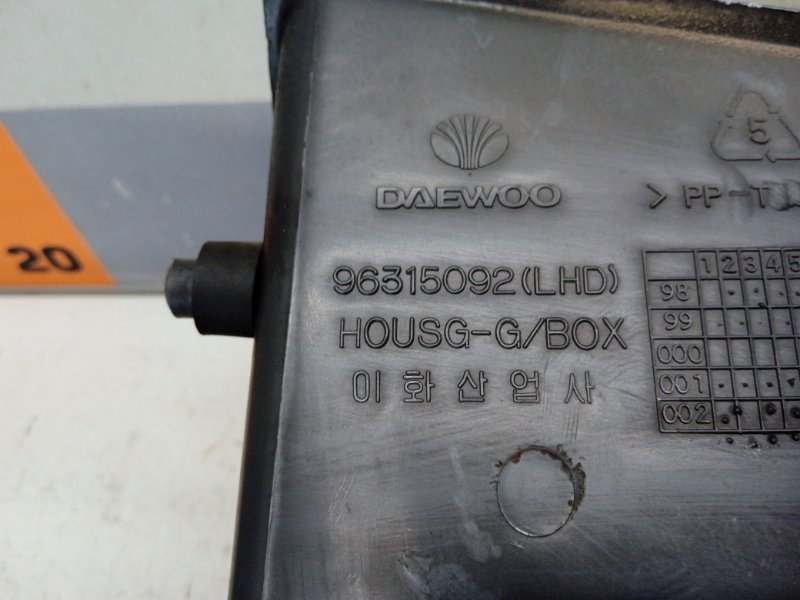 DAEWOO
5
> PP-T
96315092(LHD)
HOUSG-G/BOX
이화산업사
1 2 3 4 5
98
99
000
001
002
20